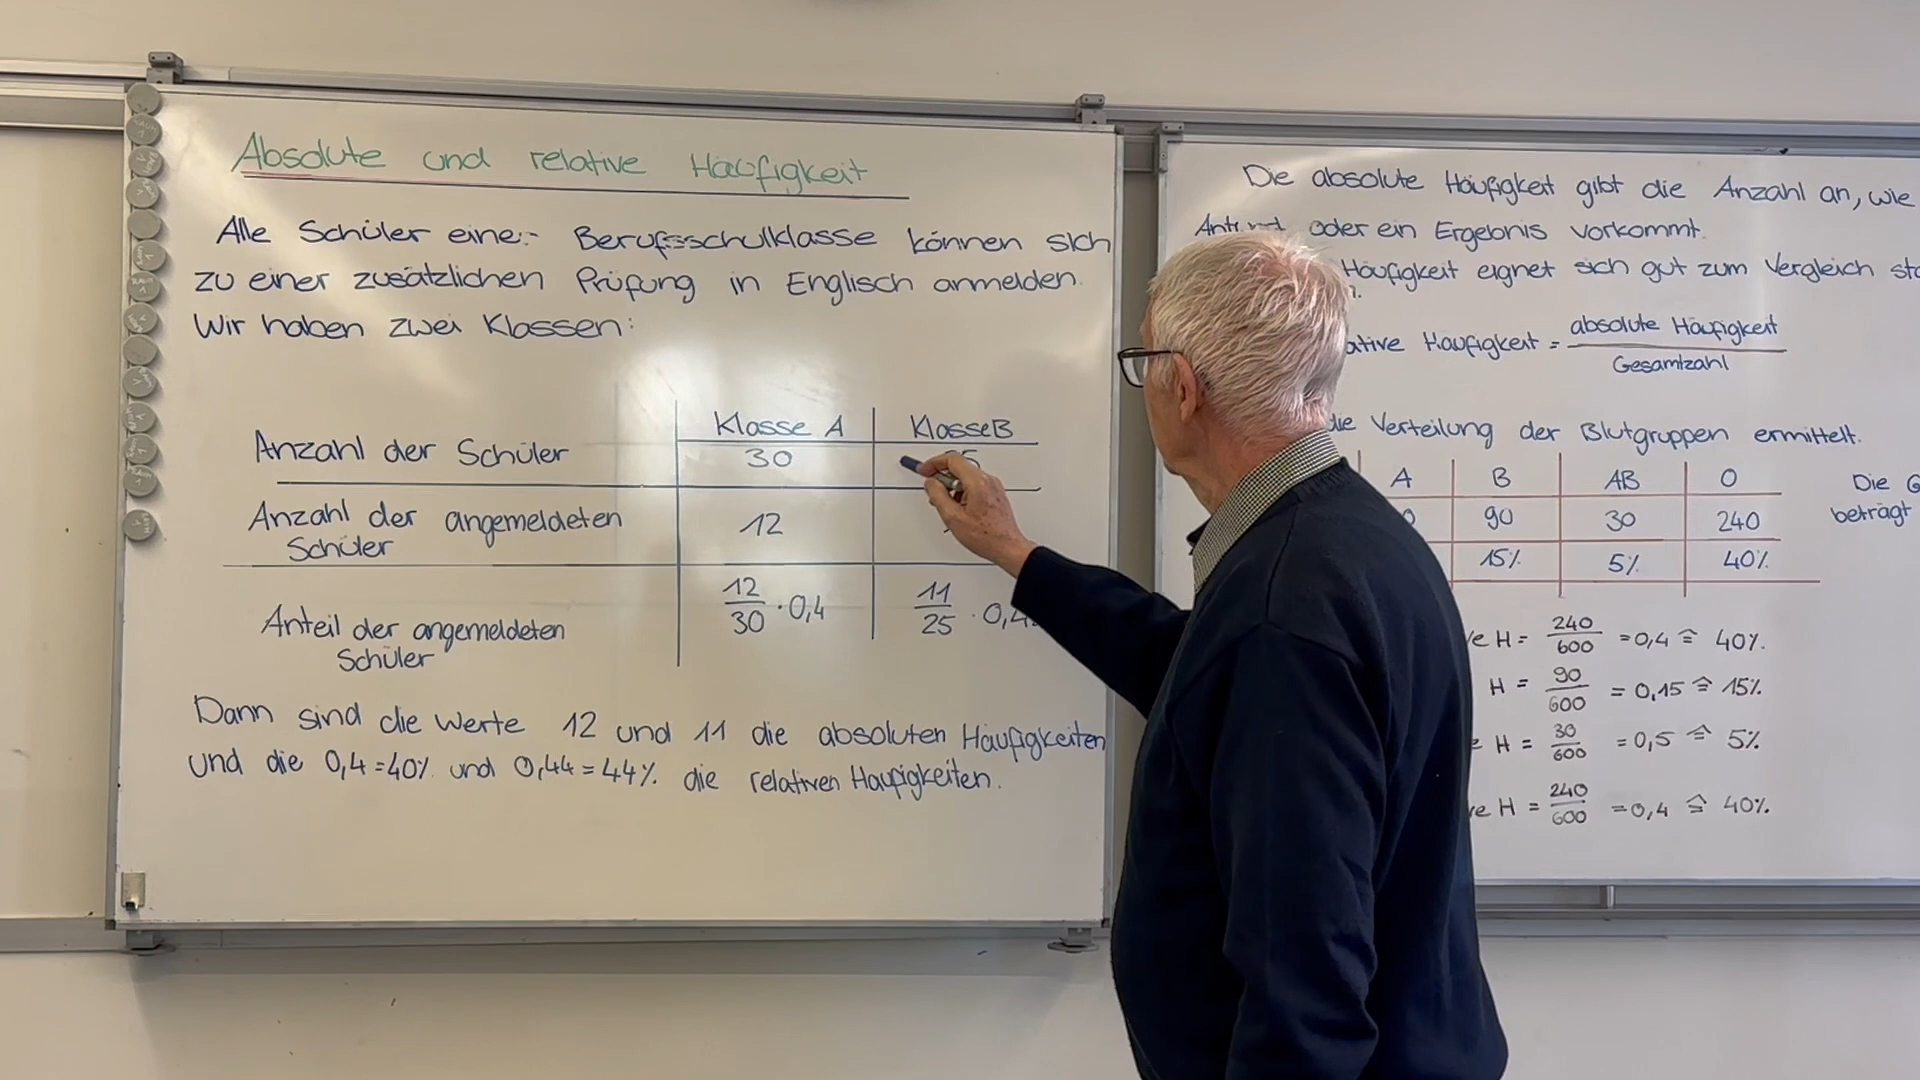 Absolute und relative Häufigkeit
Alle Schüler einer Berufsschulklasse können sich
zu einer zusätzlichen Prüfung in Englisch anmelden.
Wir haben zwei Klassen:
Klasse A Klasse B
Anzahl der Schüler 30
Anzahl der angemeldeten 12
Schüler
Anteil der angemeldeten 12/30 · 0,4 11/25 · 0,4
Schüler
Dann sind die Werte 12 und 11 die absoluten Häufigkeiten
und die 0,4=40% und 0,44=44% die relativen Häufigkeiten.
Die absolute Häufigkeit gibt die Anzahl an, wie
oder ein Ergebnis vorkommt.
Häufigkeit eignet sich gut zum Vergleich
Häufigkeit = absolute Häufigkeit / Gesamtzahl
die Verteilung der Blutgruppen ermittelt.
A B AB O Die
90 30 240 beträgt
15% 5% 40%
H = 240/600 = 0,4 ≙ 40%.
H = 90/600 = 0,15 ≙ 15%
H = 30/600 = 0,5 ≙ 5%
H = 240/600 = 0,4 ≙ 40%